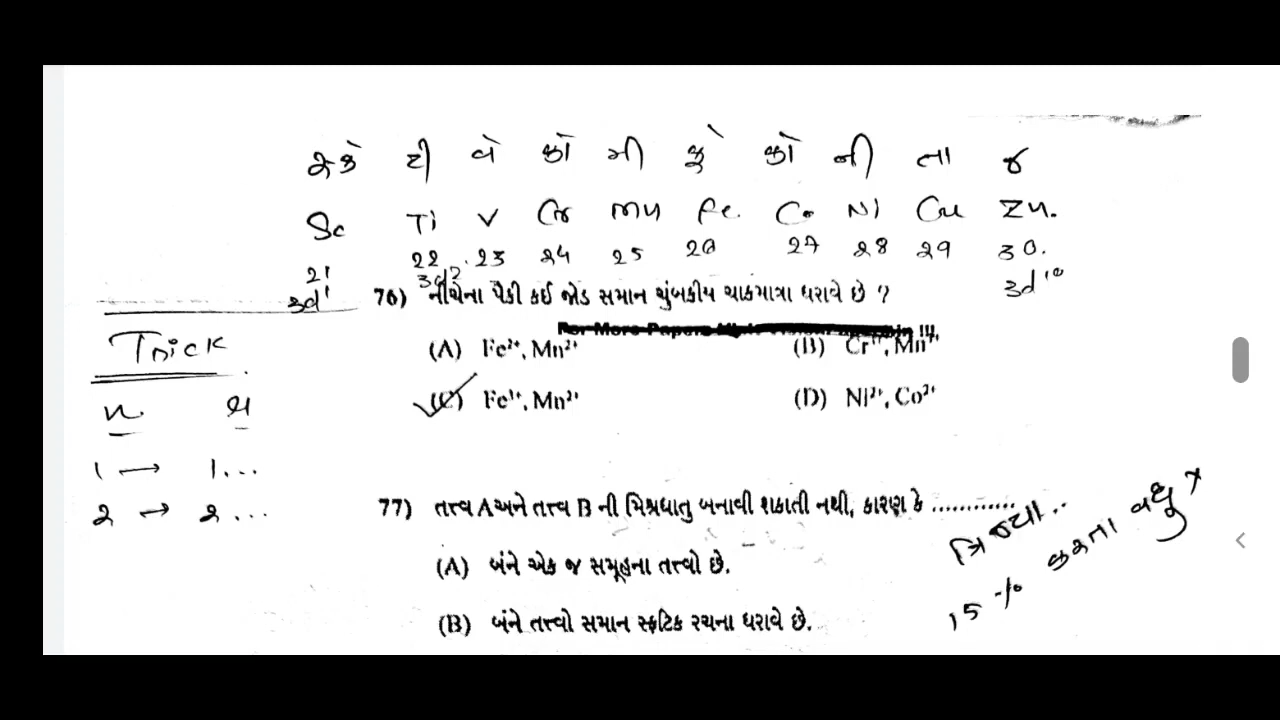 સ્કે ટી વે ક્રો મી ફે કો ની તા જ
Sc Ti V Cr Mn Fe. Co Ni Cu Zn.
21 22 23 24 25 26 27 28 29 30.
3d¹ 3d² 3d¹⁰
76) નીચેના પૈકી કઈ જોડ સમાન ચુંબકીય ચાકમાત્રા ધરાવે છે ?
(A) Fe²⁺, Mn²⁺
(C) Fe³⁺, Mn²⁺
(D) Ni²⁺, Co²⁺
Trick
n
1 → 1...
2 → 2...
77) તત્ત્વ A અને તત્ત્વ B ની મિશ્રધાતુ બનાવી શકાતી નથી, કારણ કે ............
(A) બંને એક જ સમૂહના તત્ત્વો છે.
(B) બંને તત્ત્વો સમાન સ્ફટિક રચના ધરાવે છે.
ત્રિજ્યા..
15 % કરતા વધુ